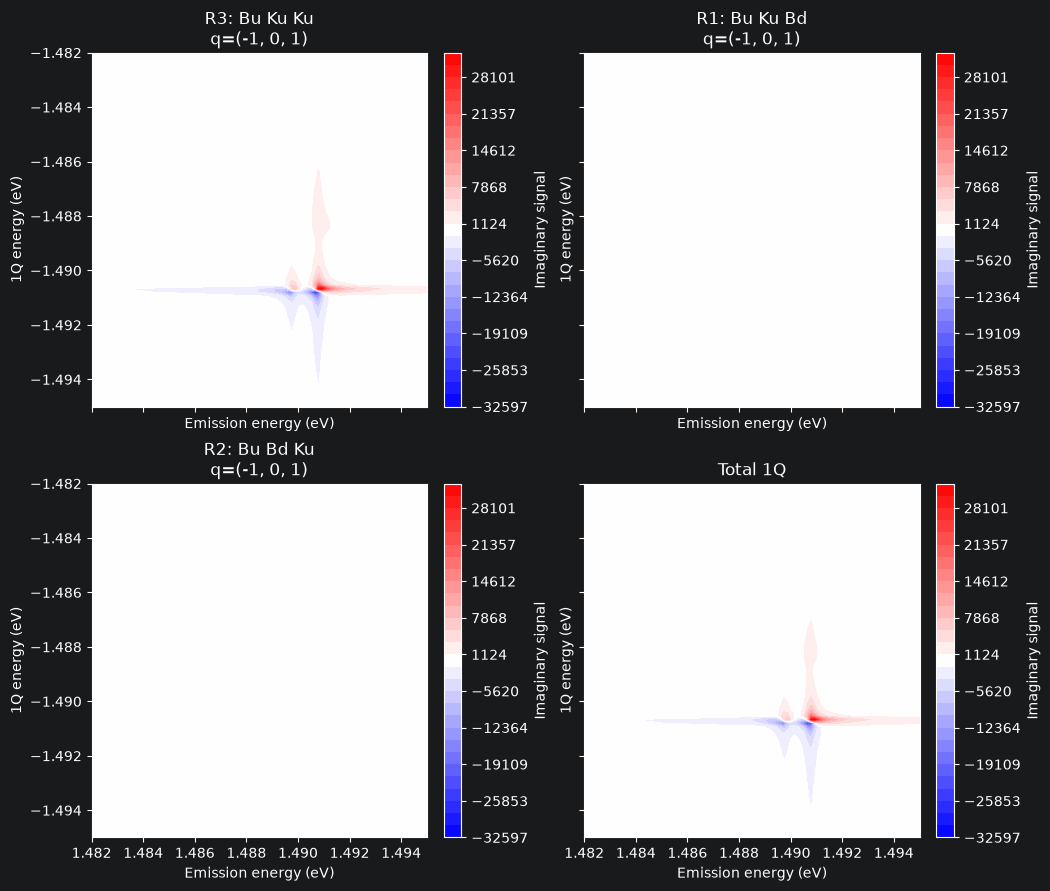 R3: Bu Ku Ku
q=(-1, 0, 1)
−1.482
−1.484
−1.486
−1.488
−1.490
−1.492
−1.494
1Q energy (eV)
Emission energy (eV)
28101
21357
14612
7868
1124
−5620
−12364
−19109
−25853
−32597
Imaginary signal
R1: Bu Ku Bd
q=(-1, 0, 1)
1Q energy (eV)
Emission energy (eV)
28101
21357
14612
7868
1124
−5620
−12364
−19109
−25853
−32597
Imaginary signal
R2: Bu Bd Ku
q=(-1, 0, 1)
−1.482
−1.484
−1.486
−1.488
−1.490
−1.492
−1.494
1Q energy (eV)
1.482 1.484 1.486 1.488 1.490 1.492 1.494
Emission energy (eV)
28101
21357
14612
7868
1124
−5620
−12364
−19109
−25853
−32597
Imaginary signal
Total 1Q
1Q energy (eV)
1.482 1.484 1.486 1.488 1.490 1.492 1.494
Emission energy (eV)
28101
21357
14612
7868
1124
−5620
−12364
−19109
−25853
−32597
Imaginary signal